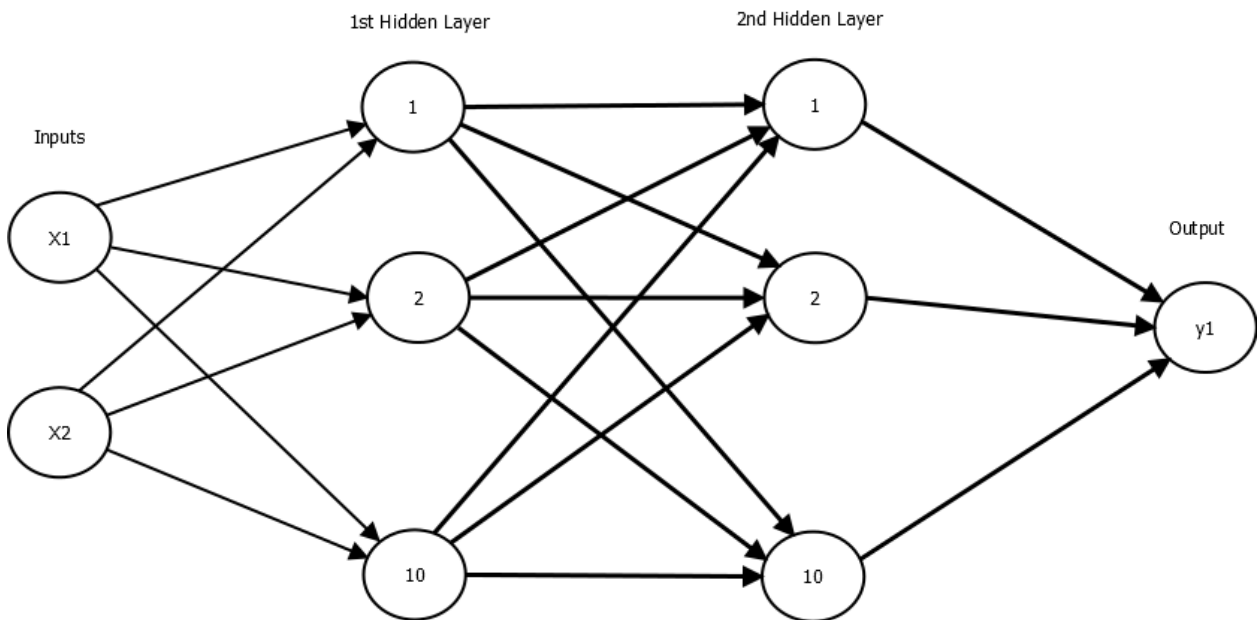 1st Hidden Layer
2nd Hidden Layer
Inputs
Output
X1
X2
1
2
10
1
2
10
y1